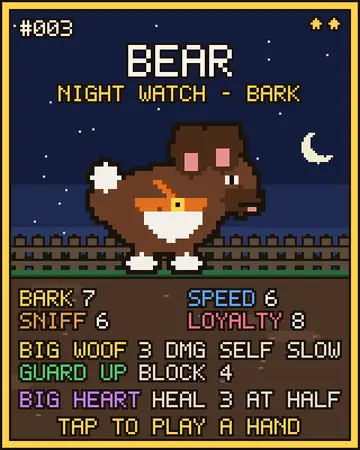 #003
BEAR
NIGHT WATCH - BARK
BARK 7 SPEED 6
SNIFF 6 LOYALTY 8
BIG WOOF 3 DMG SELF SLOW
GUARD UP BLOCK 4
BIG HEART HEAL 3 AT HALF
TAP TO PLAY A HAND